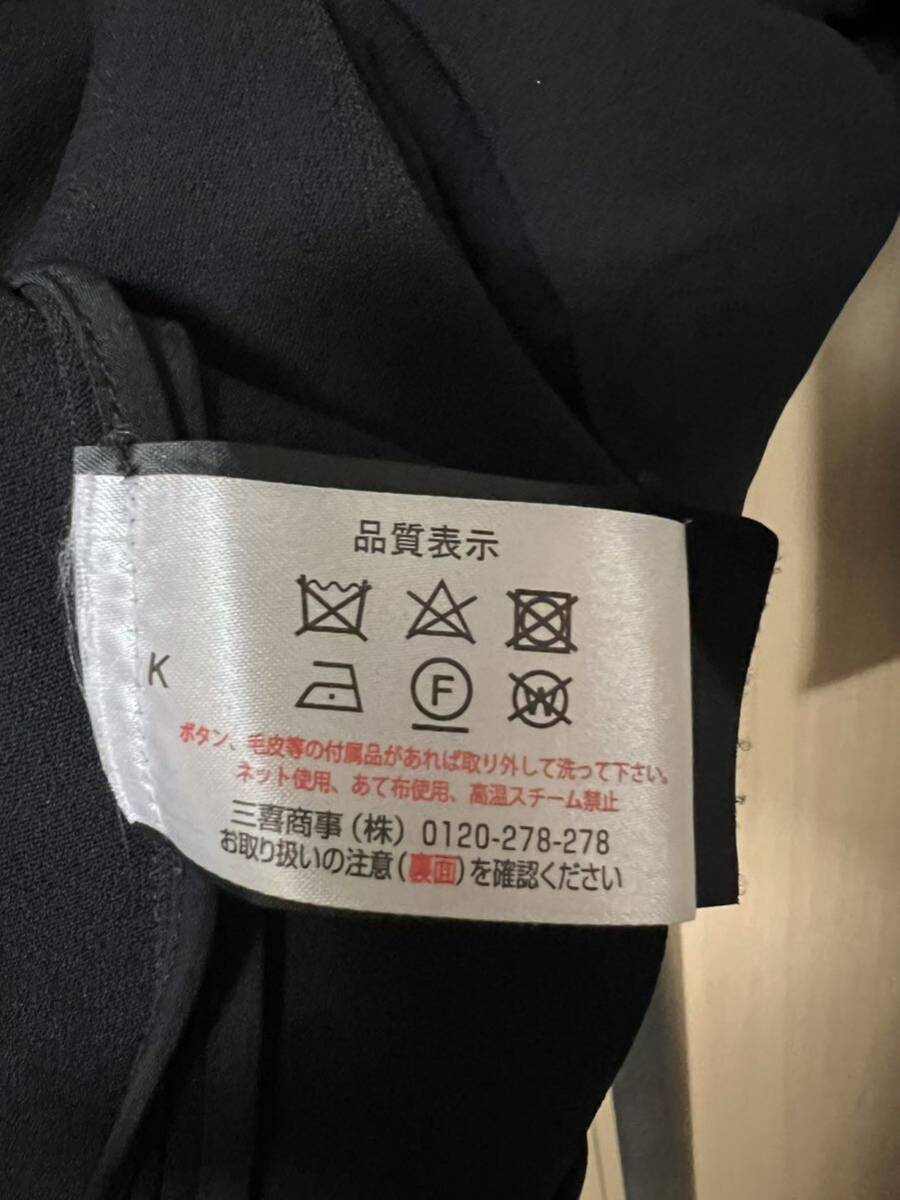 品質表示
K
F
W
ボタン、毛皮等の付属品があれば取り外して洗って下さい。
ネット使用、あて布使用、高温スチーム禁止
三喜商事(株) 0120-278-278
お取り扱いの注意(裏面)を確認ください